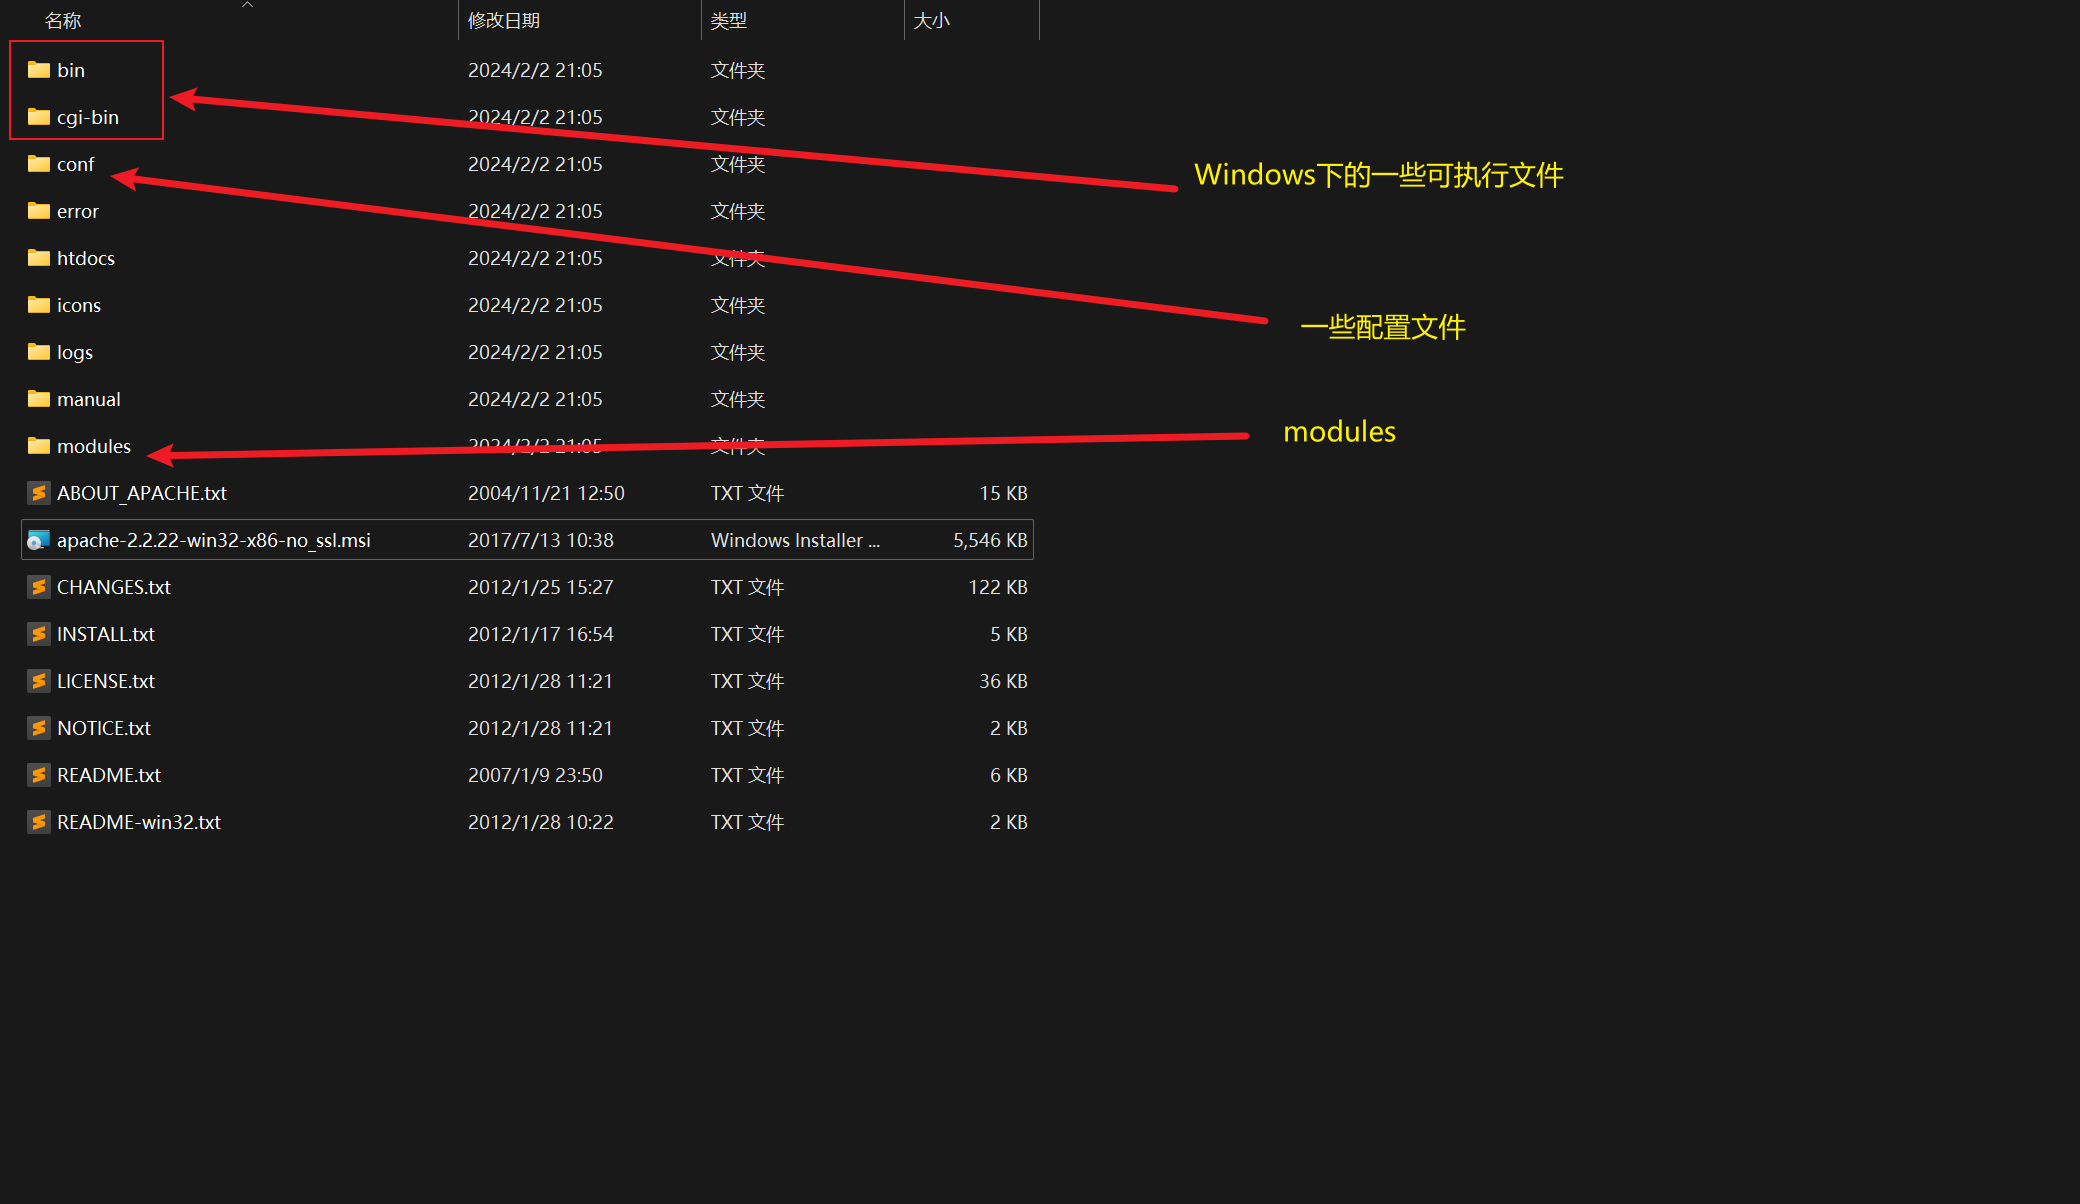 名称 修改日期 类型 大小
bin 2024/2/2 21:05 文件夹
cgi-bin 2024/2/2 21:05 文件夹
conf 2024/2/2 21:05 文件夹
Windows下的一些可执行文件
error 2024/2/2 21:05 文件夹
htdocs 2024/2/2 21:05 文件夹
icons 2024/2/2 21:05 文件夹
一些配置文件
logs 2024/2/2 21:05 文件夹
manual 2024/2/2 21:05 文件夹
modules 2024/2/2 21:05 文件夹
modules
ABOUT_APACHE.txt 2004/11/21 12:50 TXT 文件 15 KB
apache-2.2.22-win32-x86-no_ssl.msi 2017/7/13 10:38 Windows Installer ... 5,546 KB
CHANGES.txt 2012/1/25 15:27 TXT 文件 122 KB
INSTALL.txt 2012/1/17 16:54 TXT 文件 5 KB
LICENSE.txt 2012/1/28 11:21 TXT 文件 36 KB
NOTICE.txt 2012/1/28 11:21 TXT 文件 2 KB
README.txt 2007/1/9 23:50 TXT 文件 6 KB
README-win32.txt 2012/1/28 10:22 TXT 文件 2 KB